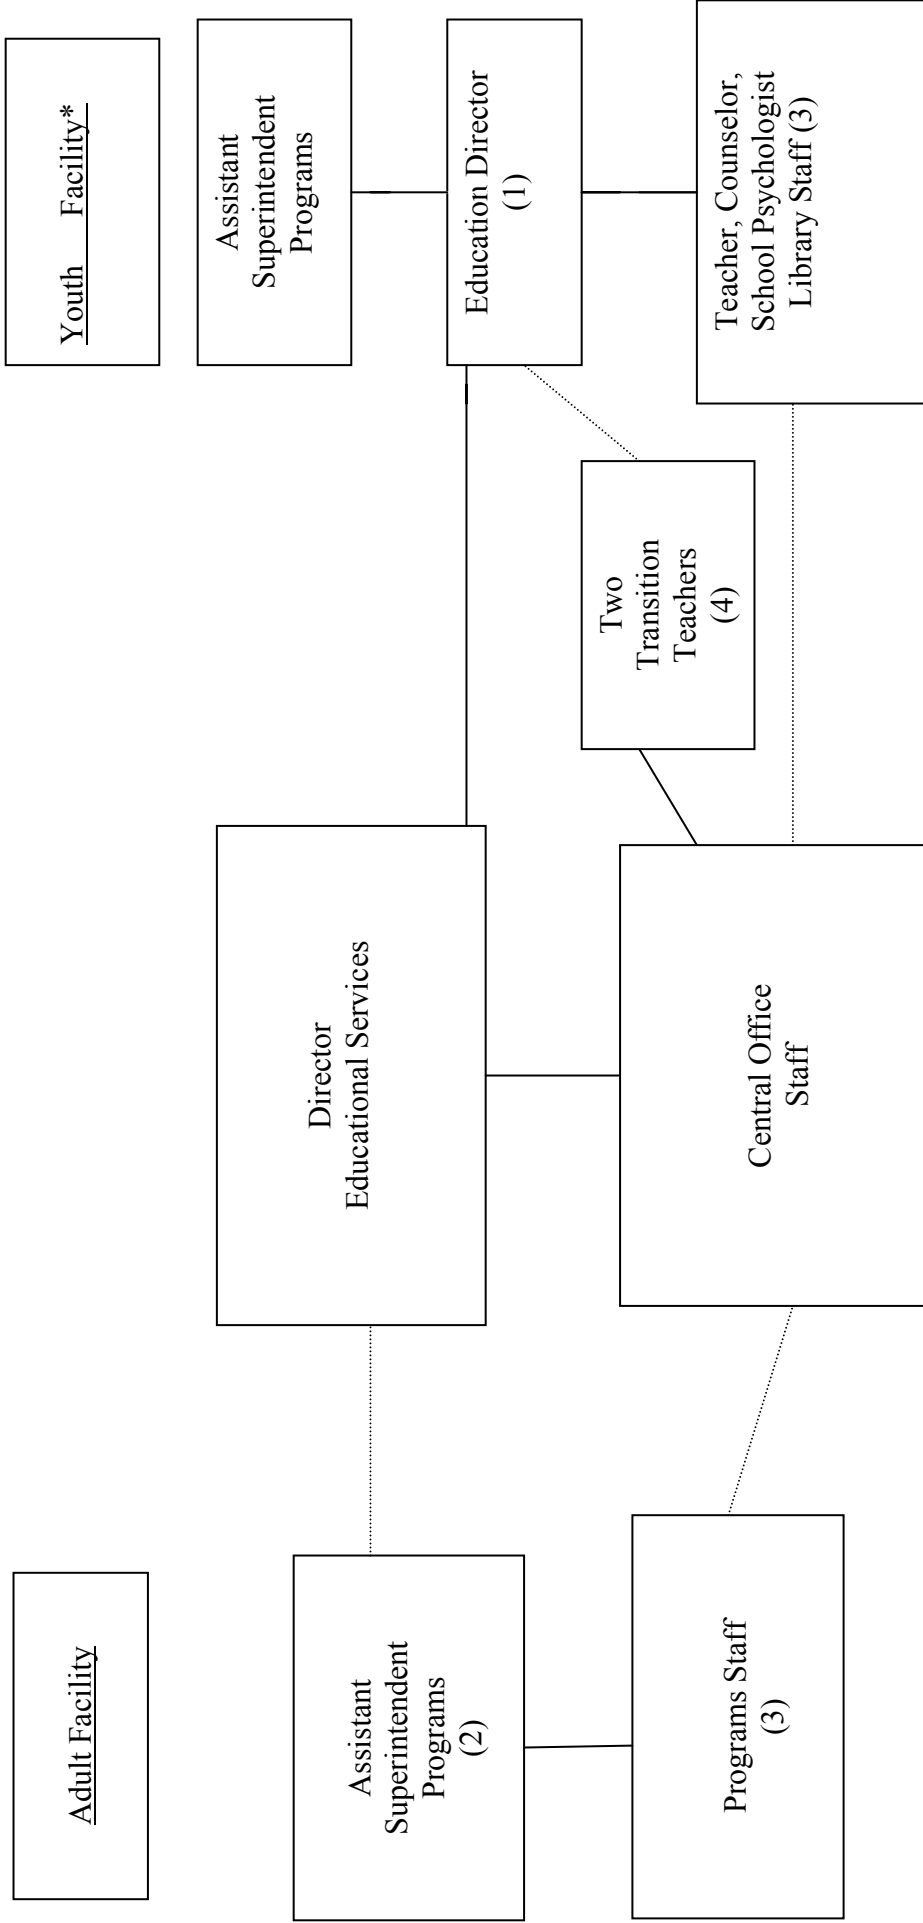 Adult Facility
Youth Facility*
Assistant
Superintendent
Programs
(2)
Director
Educational Services
Assistant
Superintendent
Programs
Education Director
(1)
Programs Staff
(3)
Central Office
Staff
Two
Transition
Teachers
(4)
Teacher, Counselor,
School Psychologist
Library Staff (3)